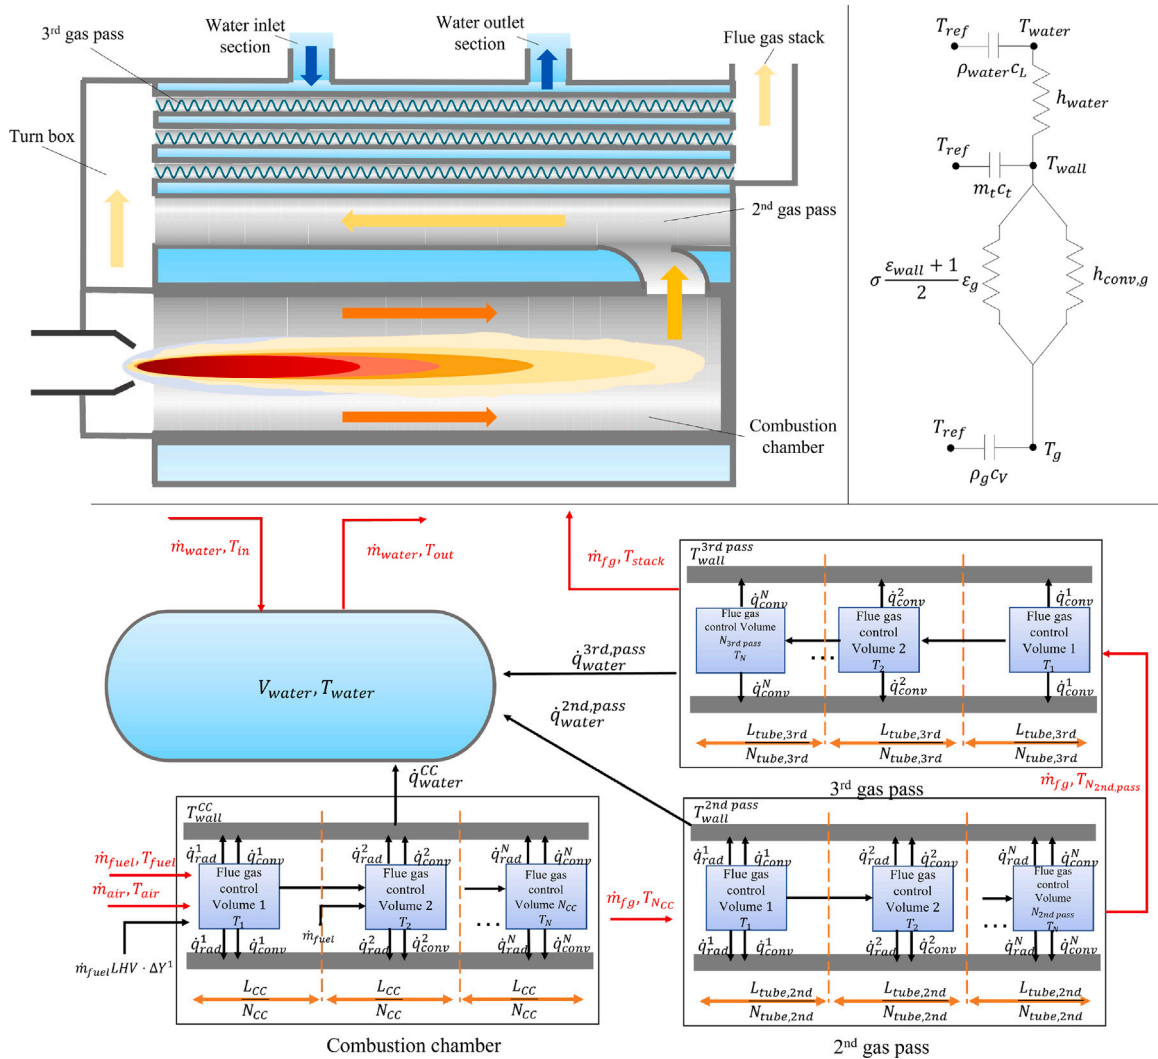 3rd gas pass
Water inlet
section
Water outlet
section
Flue gas stack
Turn box
2nd gas pass
Combustion
chamber
T_ref
T_water
ρ_water c_L
h_water
T_ref
T_wall
m_t c_t
σ (ε_wall + 1)/2 ε_g
h_conv,g
T_ref
T_g
ρ_g c_V
ṁ_water, T_in
ṁ_water, T_out
ṁ_fg, T_stack
V_water, T_water
q̇_water^3rd,pass
q̇_water^2nd,pass
q̇_water^CC
T_wall^3rd pass
q̇_conv^N
q̇_conv^2
q̇_conv^1
Flue gas
control Volume
N_3rd pass
T_N
...
Flue gas
control
Volume 2
T_2
Flue gas
control
Volume 1
T_1
q̇_conv^N
q̇_conv^2
q̇_conv^1
L_tube,3rd
N_tube,3rd
L_tube,3rd
N_tube,3rd
L_tube,3rd
N_tube,3rd
3rd gas pass
ṁ_fg, T_N_2nd,pass
T_wall^CC
q̇_rad^1 q̇_conv^1
q̇_rad^2 q̇_conv^2
q̇_rad^N q̇_conv^N
ṁ_fuel, T_fuel
ṁ_air, T_air
ṁ_fuel LHV · ΔY^1
Flue gas
control
Volume 1
T_1
ṁ_fuel
Flue gas
control
Volume 2
T_2
...
Flue gas
control
Volume N_CC
T_N
q̇_rad^1 q̇_conv^1
q̇_rad^2 q̇_conv^2
q̇_rad^N q̇_conv^N
L_CC
N_CC
L_CC
N_CC
L_CC
N_CC
Combustion chamber
ṁ_fg, T_N_CC
T_wall^2nd pass
q̇_rad^1 q̇_conv^1
q̇_rad^2 q̇_conv^2
q̇_rad^N q̇_conv^N
Flue gas
control
Volume 1
T_1
Flue gas
control
Volume 2
T_2
...
Flue gas
control
Volume
N_2nd pass
T_N
q̇_rad^1 q̇_conv^1
q̇_rad^2 q̇_conv^2
q̇_rad^N q̇_conv^N
L_tube,2nd
N_tube,2nd
L_tube,2nd
N_tube,2nd
L_tube,2nd
N_tube,2nd
2nd gas pass